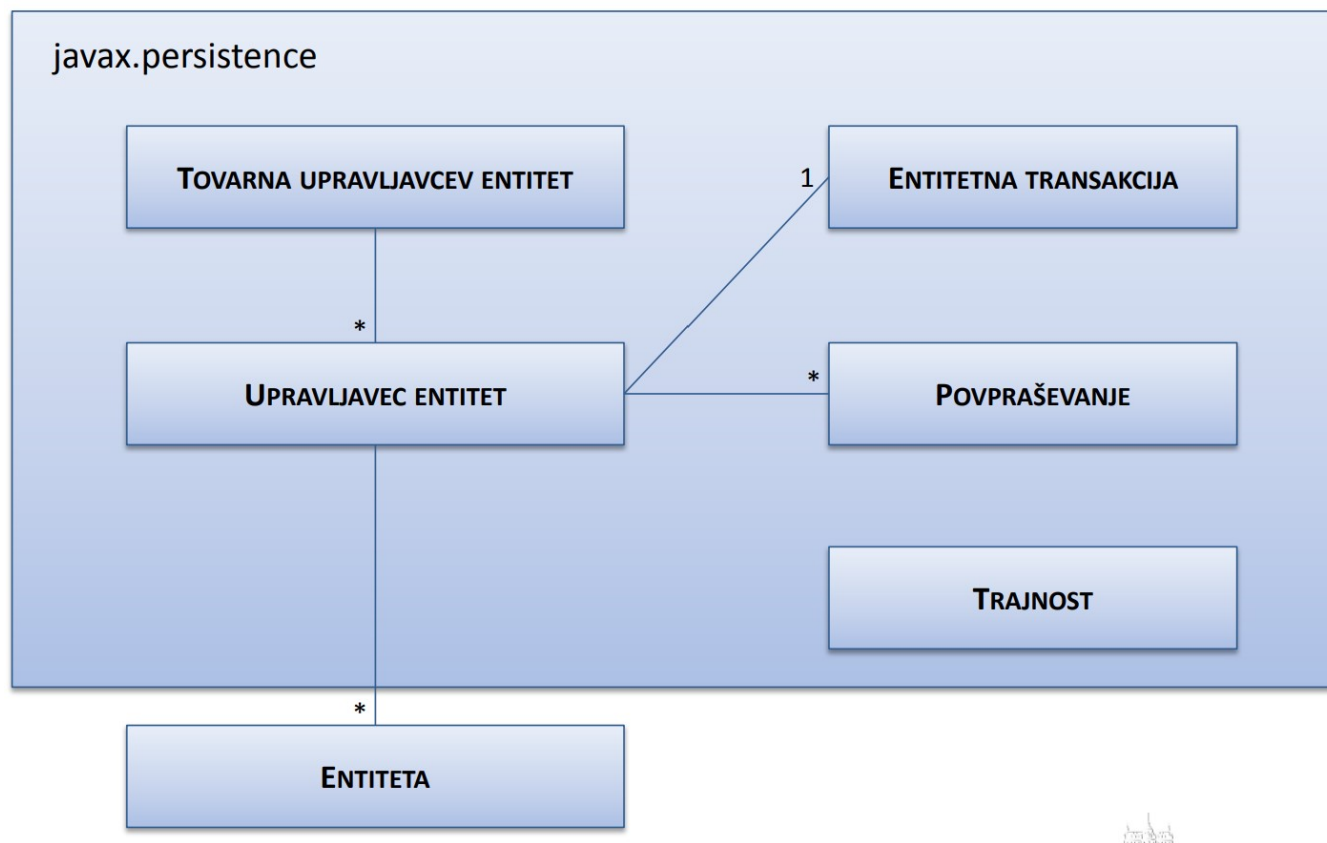 javax.persistence
TOVARNA UPRAVLJAVCEV ENTITET
1
ENTITETNA TRANSAKCIJA
*
UPRAVLJAVEC ENTITET
*
POVPRAŠEVANJE
TRAJNOST
*
ENTITETA